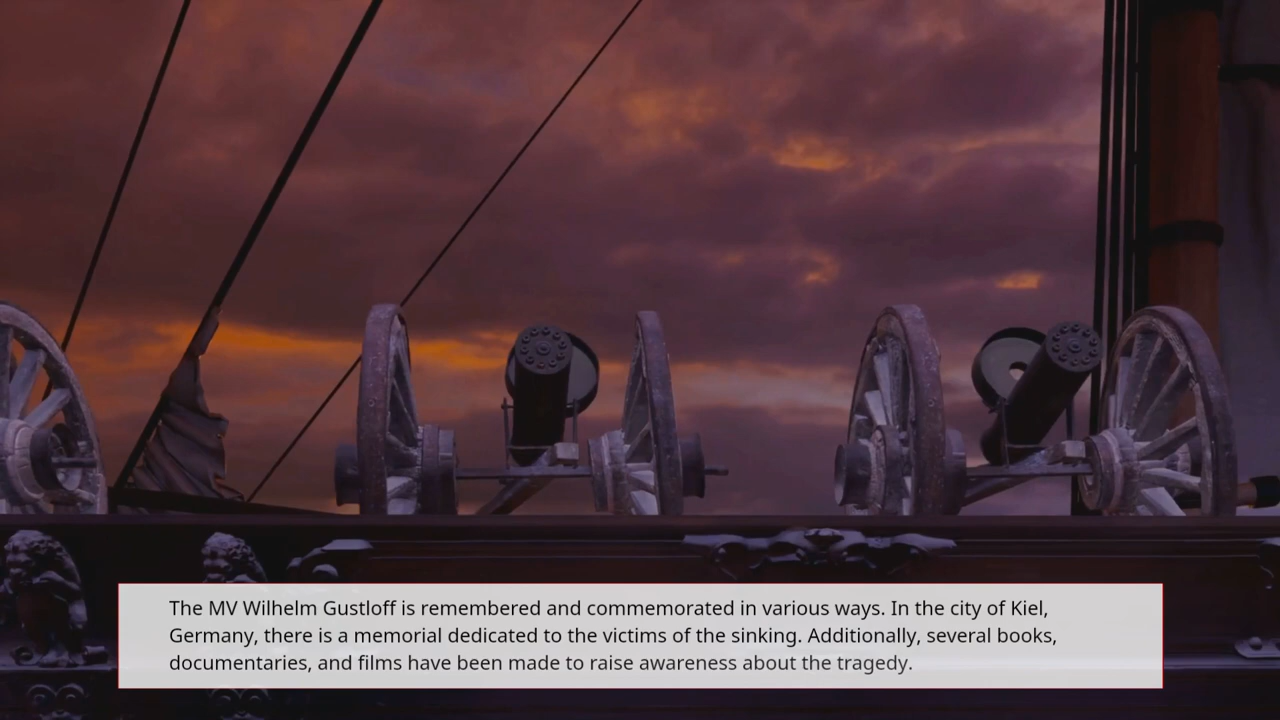 The MV Wilhelm Gustloff is remembered and commemorated in various ways. In the city of Kiel,
Germany, there is a memorial dedicated to the victims of the sinking. Additionally, several books,
documentaries, and films have been made to raise awareness about the tragedy.